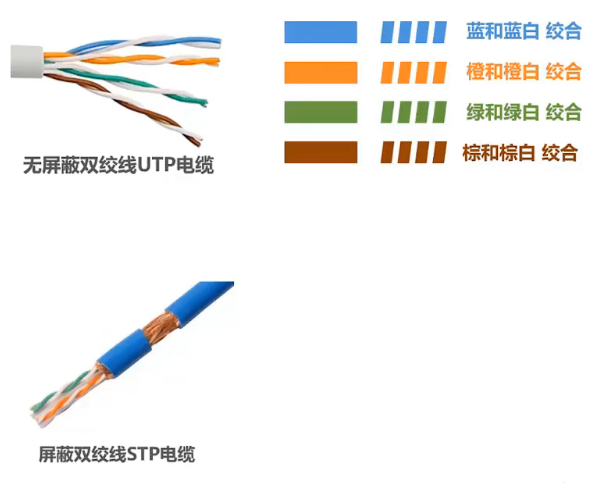 蓝和蓝白 绞合
橙和橙白 绞合
绿和绿白 绞合
棕和棕白 绞合
无屏蔽双绞线UTP电缆
屏蔽双绞线STP电缆